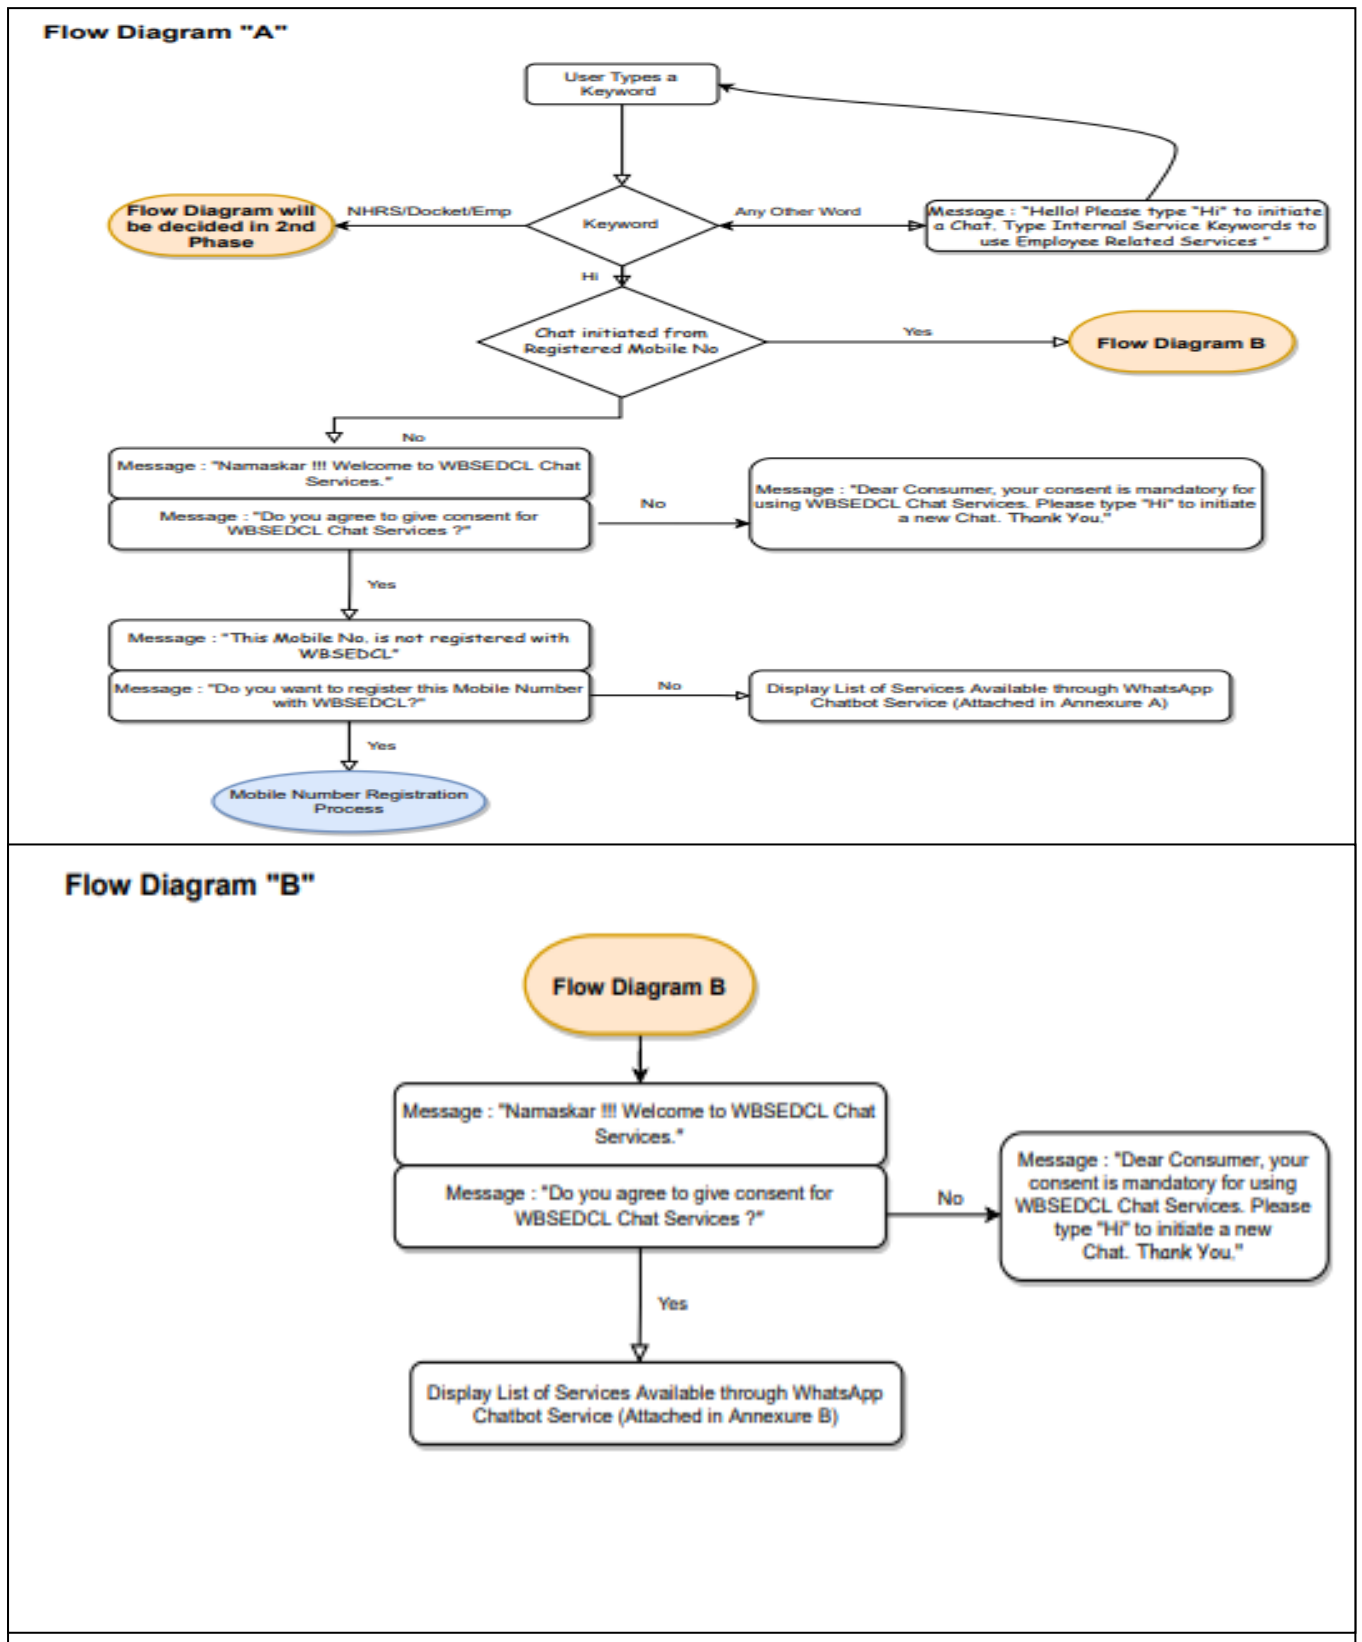 Flow Diagram "A"
User Types a
Keyword
Flow Diagram will
be decided in 2nd
Phase
NHRS/Docket/Emp
Keyword
Any Other Word
Message : "Hello! Please type "Hi" to initiate
a Chat, Type Internal Service Keywords to
use Employee Related Services "
Hi
Chat initiated from
Registered Mobile No
Yes
Flow Diagram B
No
Message : "Namaskar !!! Welcome to WBSEDCL Chat
Services."
Message : "Do you agree to give consent for
WBSEDCL Chat Services ?"
No
Message : "Dear Consumer, your consent is mandatory for
using WBSEDCL Chat Services. Please type "Hi" to initiate
a new Chat. Thank You."
Yes
Message : "This Mobile No. is not registered with
WBSEDCL"
Message : "Do you want to register this Mobile Number
with WBSEDCL?"
No
Display List of Services Available through WhatsApp
Chatbot Service (Attached in Annexure A)
Yes
Mobile Number Registration
Process
Flow Diagram "B"
Flow Diagram B
Message : "Namaskar !!! Welcome to WBSEDCL Chat
Services."
Message : "Do you agree to give consent for
WBSEDCL Chat Services ?"
No
Message : "Dear Consumer, your
consent is mandatory for using
WBSEDCL Chat Services. Please
type "Hi" to initiate a new
Chat. Thank You."
Yes
Display List of Services Available through WhatsApp
Chatbot Service (Attached in Annexure B)